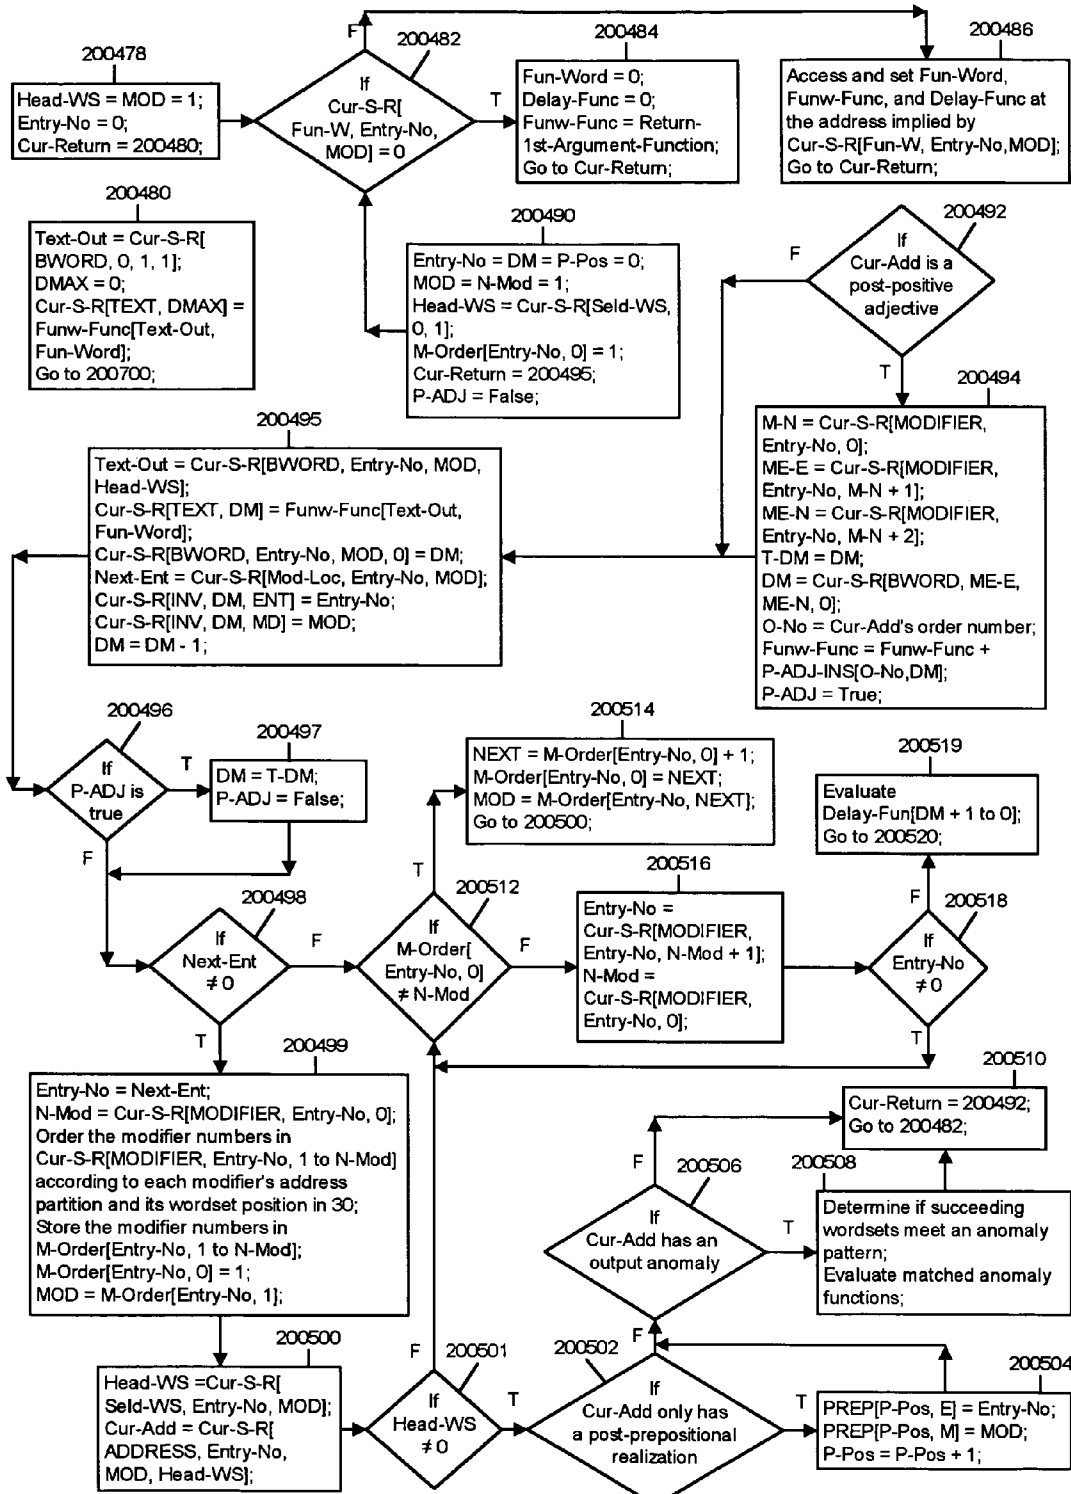 200478
Head-WS = MOD = 1;
Entry-No = 0;
Cur-Return = 200480;
F
200482
If
Cur-S-R[
Fun-W, Entry-No,
MOD] = 0
T
200484
Fun-Word = 0;
Delay-Func = 0;
Funw-Func = Return-
1st-Argument-Function;
Go to Cur-Return;
200486
Access and set Fun-Word,
Funw-Func, and Delay-Func at
the address implied by
Cur-S-R[Fun-W, Entry-No,MOD];
Go to Cur-Return;
200480
Text-Out = Cur-S-R[
BWORD, 0, 1, 1];
DMAX = 0;
Cur-S-R[TEXT, DMAX] =
Funw-Func[Text-Out,
Fun-Word];
Go to 200700;
200490
Entry-No = DM = P-Pos = 0;
MOD = N-Mod = 1;
Head-WS = Cur-S-R[Seld-WS,
0, 1];
M-Order[Entry-No, 0] = 1;
Cur-Return = 200495;
P-ADJ = False;
200492
If
Cur-Add is a
post-positive
adjective
F
T
200494
M-N = Cur-S-R[MODIFIER,
Entry-No, 0];
ME-E = Cur-S-R[MODIFIER,
Entry-No, M-N + 1];
ME-N = Cur-S-R[MODIFIER,
Entry-No, M-N + 2];
T-DM = DM;
DM = Cur-S-R[BWORD, ME-E,
ME-N, 0];
O-No = Cur-Add's order number;
Funw-Func = Funw-Func +
P-ADJ-INS[O-No,DM];
P-ADJ = True;
200495
Text-Out = Cur-S-R[BWORD, Entry-No, MOD,
Head-WS];
Cur-S-R[TEXT, DM] = Funw-Func[Text-Out,
Fun-Word];
Cur-S-R[BWORD, Entry-No, MOD, 0] = DM;
Next-Ent = Cur-S-R[Mod-Loc, Entry-No, MOD];
Cur-S-R[INV, DM, ENT] = Entry-No;
Cur-S-R[INV, DM, MD] = MOD;
DM = DM - 1;
200496
If
P-ADJ is
true
T
F
200497
DM = T-DM;
P-ADJ = False;
200514
NEXT = M-Order[Entry-No, 0] + 1;
M-Order[Entry-No, 0] = NEXT;
MOD = M-Order[Entry-No, NEXT];
Go to 200500;
200519
Evaluate
Delay-Fun[DM + 1 to 0];
Go to 200520;
200498
If
Next-Ent
≠ 0
F
T
200512
T
If
M-Order[
Entry-No, 0]
≠ N-Mod
F
200516
Entry-No =
Cur-S-R[MODIFIER,
Entry-No, N-Mod + 1];
N-Mod =
Cur-S-R[MODIFIER,
Entry-No, 0];
200518
F
If
Entry-No
≠ 0
T
200499
Entry-No = Next-Ent;
N-Mod = Cur-S-R[MODIFIER, Entry-No, 0];
Order the modifier numbers in
Cur-S-R[MODIFIER, Entry-No, 1 to N-Mod]
according to each modifier's address
partition and its wordset position in 30;
Store the modifier numbers in
M-Order[Entry-No, 1 to N-Mod];
M-Order[Entry-No, 0] = 1;
MOD = M-Order[Entry-No, 1];
200510
Cur-Return = 200492;
Go to 200482;
200506
F
If
Cur-Add has an
output anomaly
T
200508
Determine if succeeding
wordsets meet an anomaly
pattern;
Evaluate matched anomaly
functions;
200500
Head-WS =Cur-S-R[
Seld-WS, Entry-No, MOD];
Cur-Add = Cur-S-R[
ADDRESS, Entry-No,
MOD, Head-WS];
200501
F
If
Head-WS
≠ 0
T
200502
F
If
Cur-Add only has
a post-prepositional
realization
T
200504
PREP[P-Pos, E] = Entry-No;
PREP[P-Pos, M] = MOD;
P-Pos = P-Pos + 1;